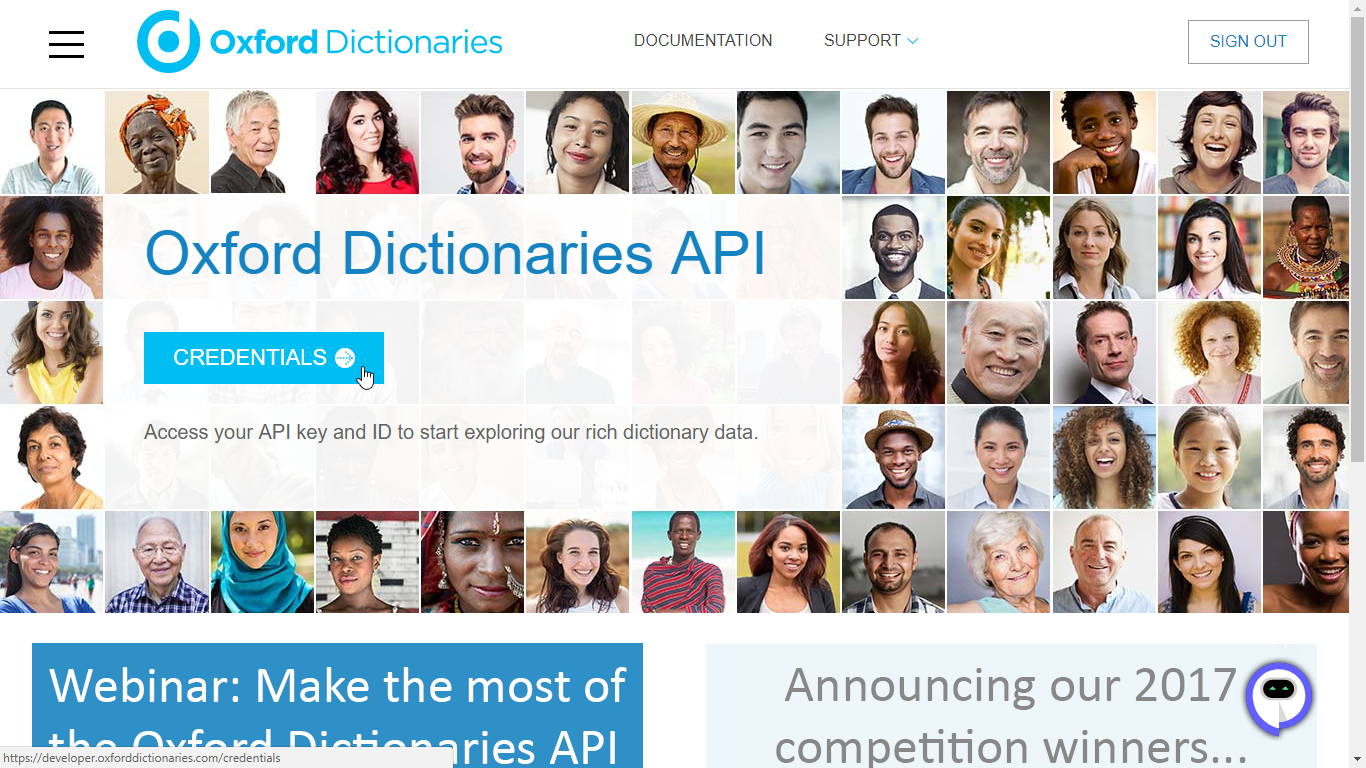 Oxford Dictionaries
DOCUMENTATION
SUPPORT
SIGN OUT
Oxford Dictionaries API
CREDENTIALS
Access your API key and ID to start exploring our rich dictionary data.
Webinar: Make the most of
the Oxford Dictionaries API
Announcing our 2017
competition winners...
https://developer.oxforddictionaries.com/credentials